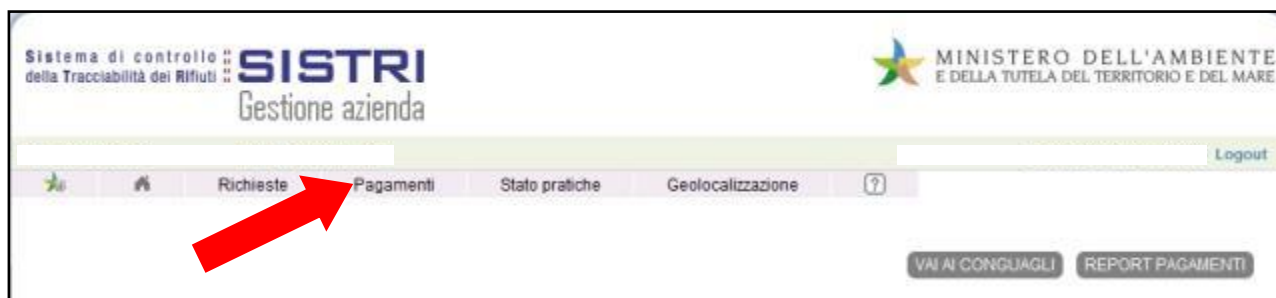 Sistema di controllo
della Tracciabilità dei Rifiuti
SISTRI
Gestione azienda
MINISTERO DELL'AMBIENTE
E DELLA TUTELA DEL TERRITORIO E DEL MARE
Logout
Richieste Pagamenti Stato pratiche Geolocalizzazione ?
VAI AI CONGUAGLI REPORT PAGAMENTI